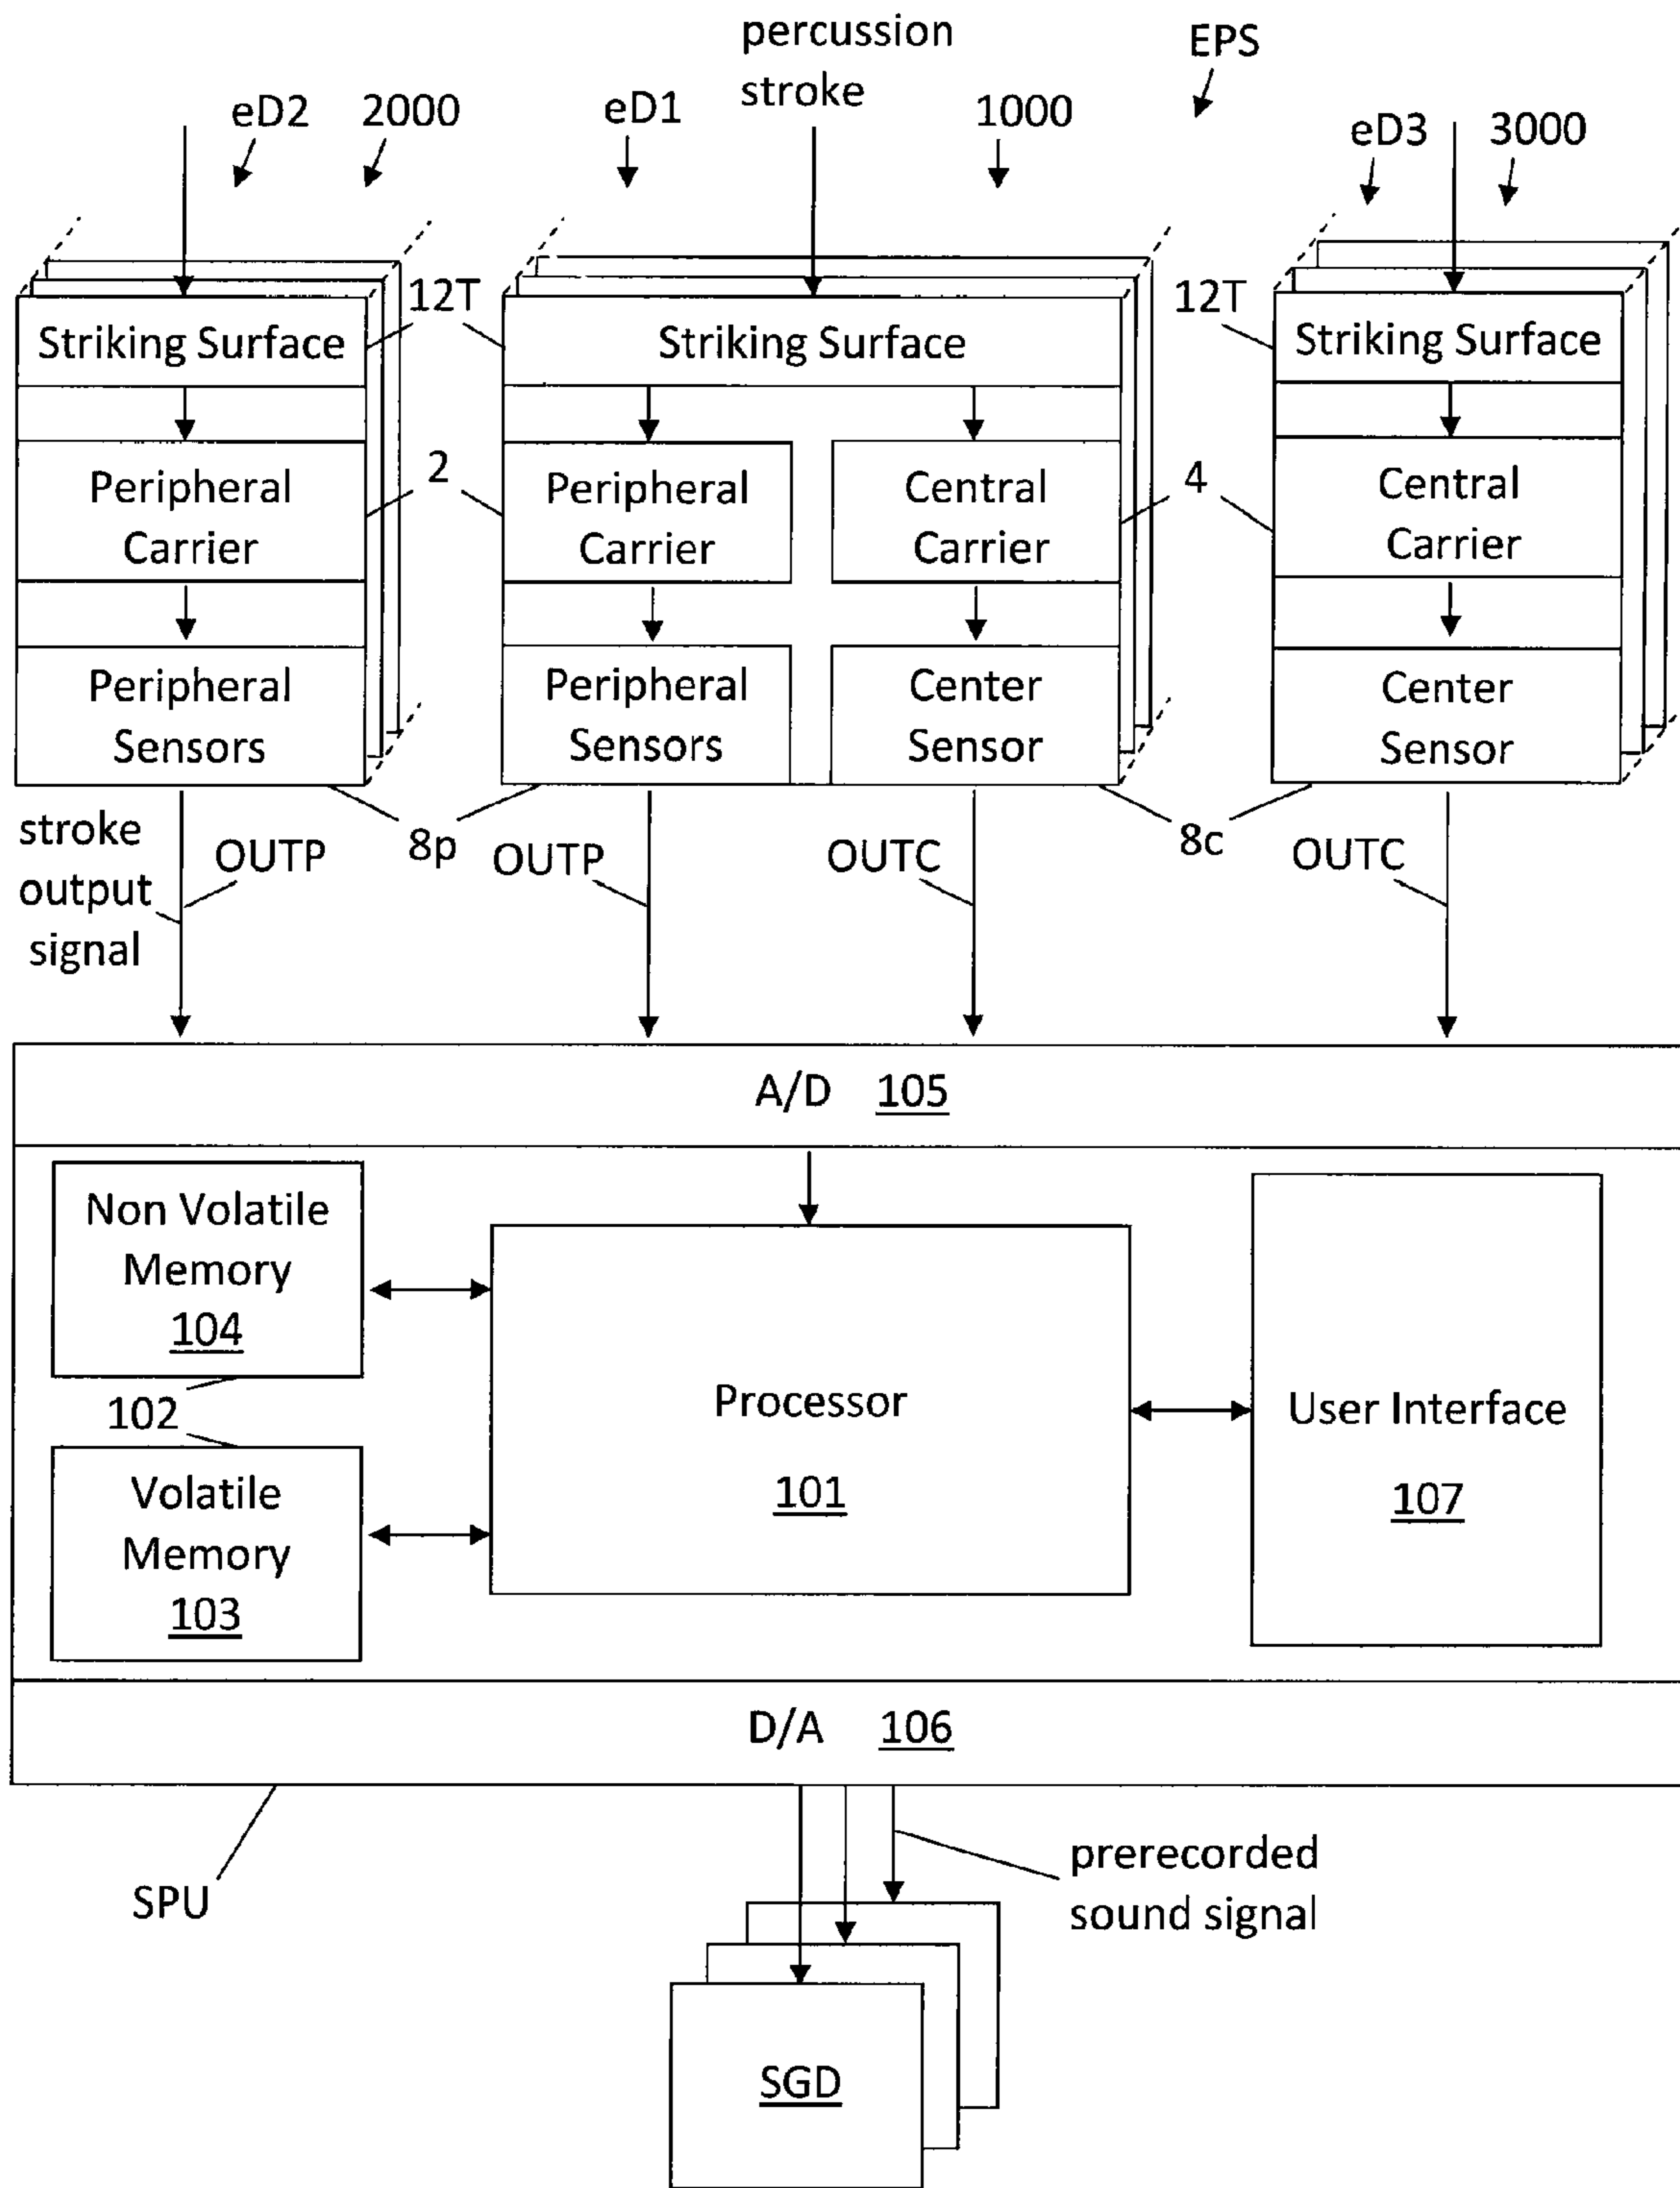 percussion
stroke
EPS
eD2
2000
eD1
1000
eD3
3000
12T
12T
Striking Surface
Striking Surface
Striking Surface
Peripheral
Carrier
2
Peripheral
Carrier
Central
Carrier
4
Central
Carrier
Peripheral
Sensors
Peripheral
Sensors
Center
Sensor
Center
Sensor
stroke
output
signal
OUTP
8p
OUTP
OUTC
8c
OUTC
A/D 105
Non Volatile
Memory
104
102
Volatile
Memory
103
Processor
101
User Interface
107
D/A 106
SPU
prerecorded
sound signal
SGD